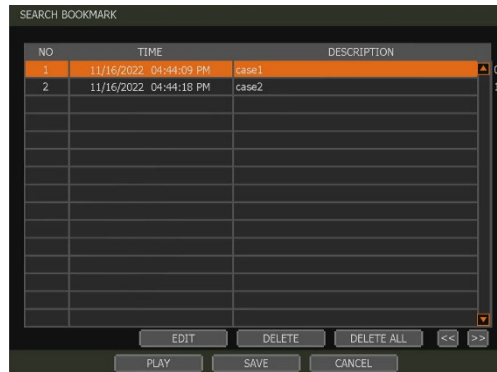 SEARCH BOOKMARK
NO TIME DESCRIPTION
1 11/16/2022 04:44:09 PM case1
2 11/16/2022 04:44:18 PM case2
EDIT DELETE DELETE ALL << >>
PLAY SAVE CANCEL